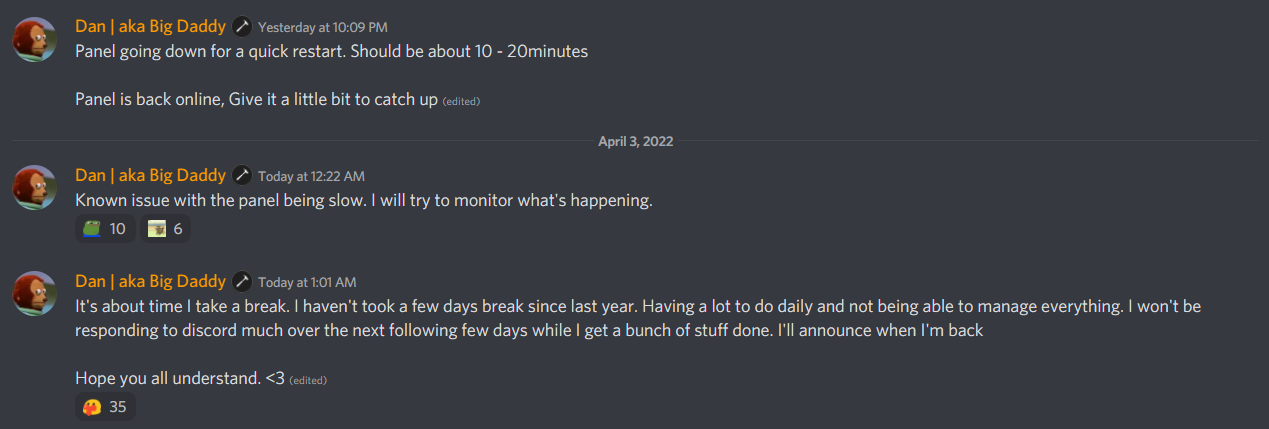 Dan | aka Big Daddy Yesterday at 10:09 PM
Panel going down for a quick restart. Should be about 10 - 20minutes
Panel is back online, Give it a little bit to catch up (edited)
April 3, 2022
Dan | aka Big Daddy Today at 12:22 AM
Known issue with the panel being slow. I will try to monitor what's happening.
10 6
Dan | aka Big Daddy Today at 1:01 AM
It's about time I take a break. I haven't took a few days break since last year. Having a lot to do daily and not being able to manage everything. I won't be
responding to discord much over the next following few days while I get a bunch of stuff done. I'll announce when I'm back
Hope you all understand. <3 (edited)
35